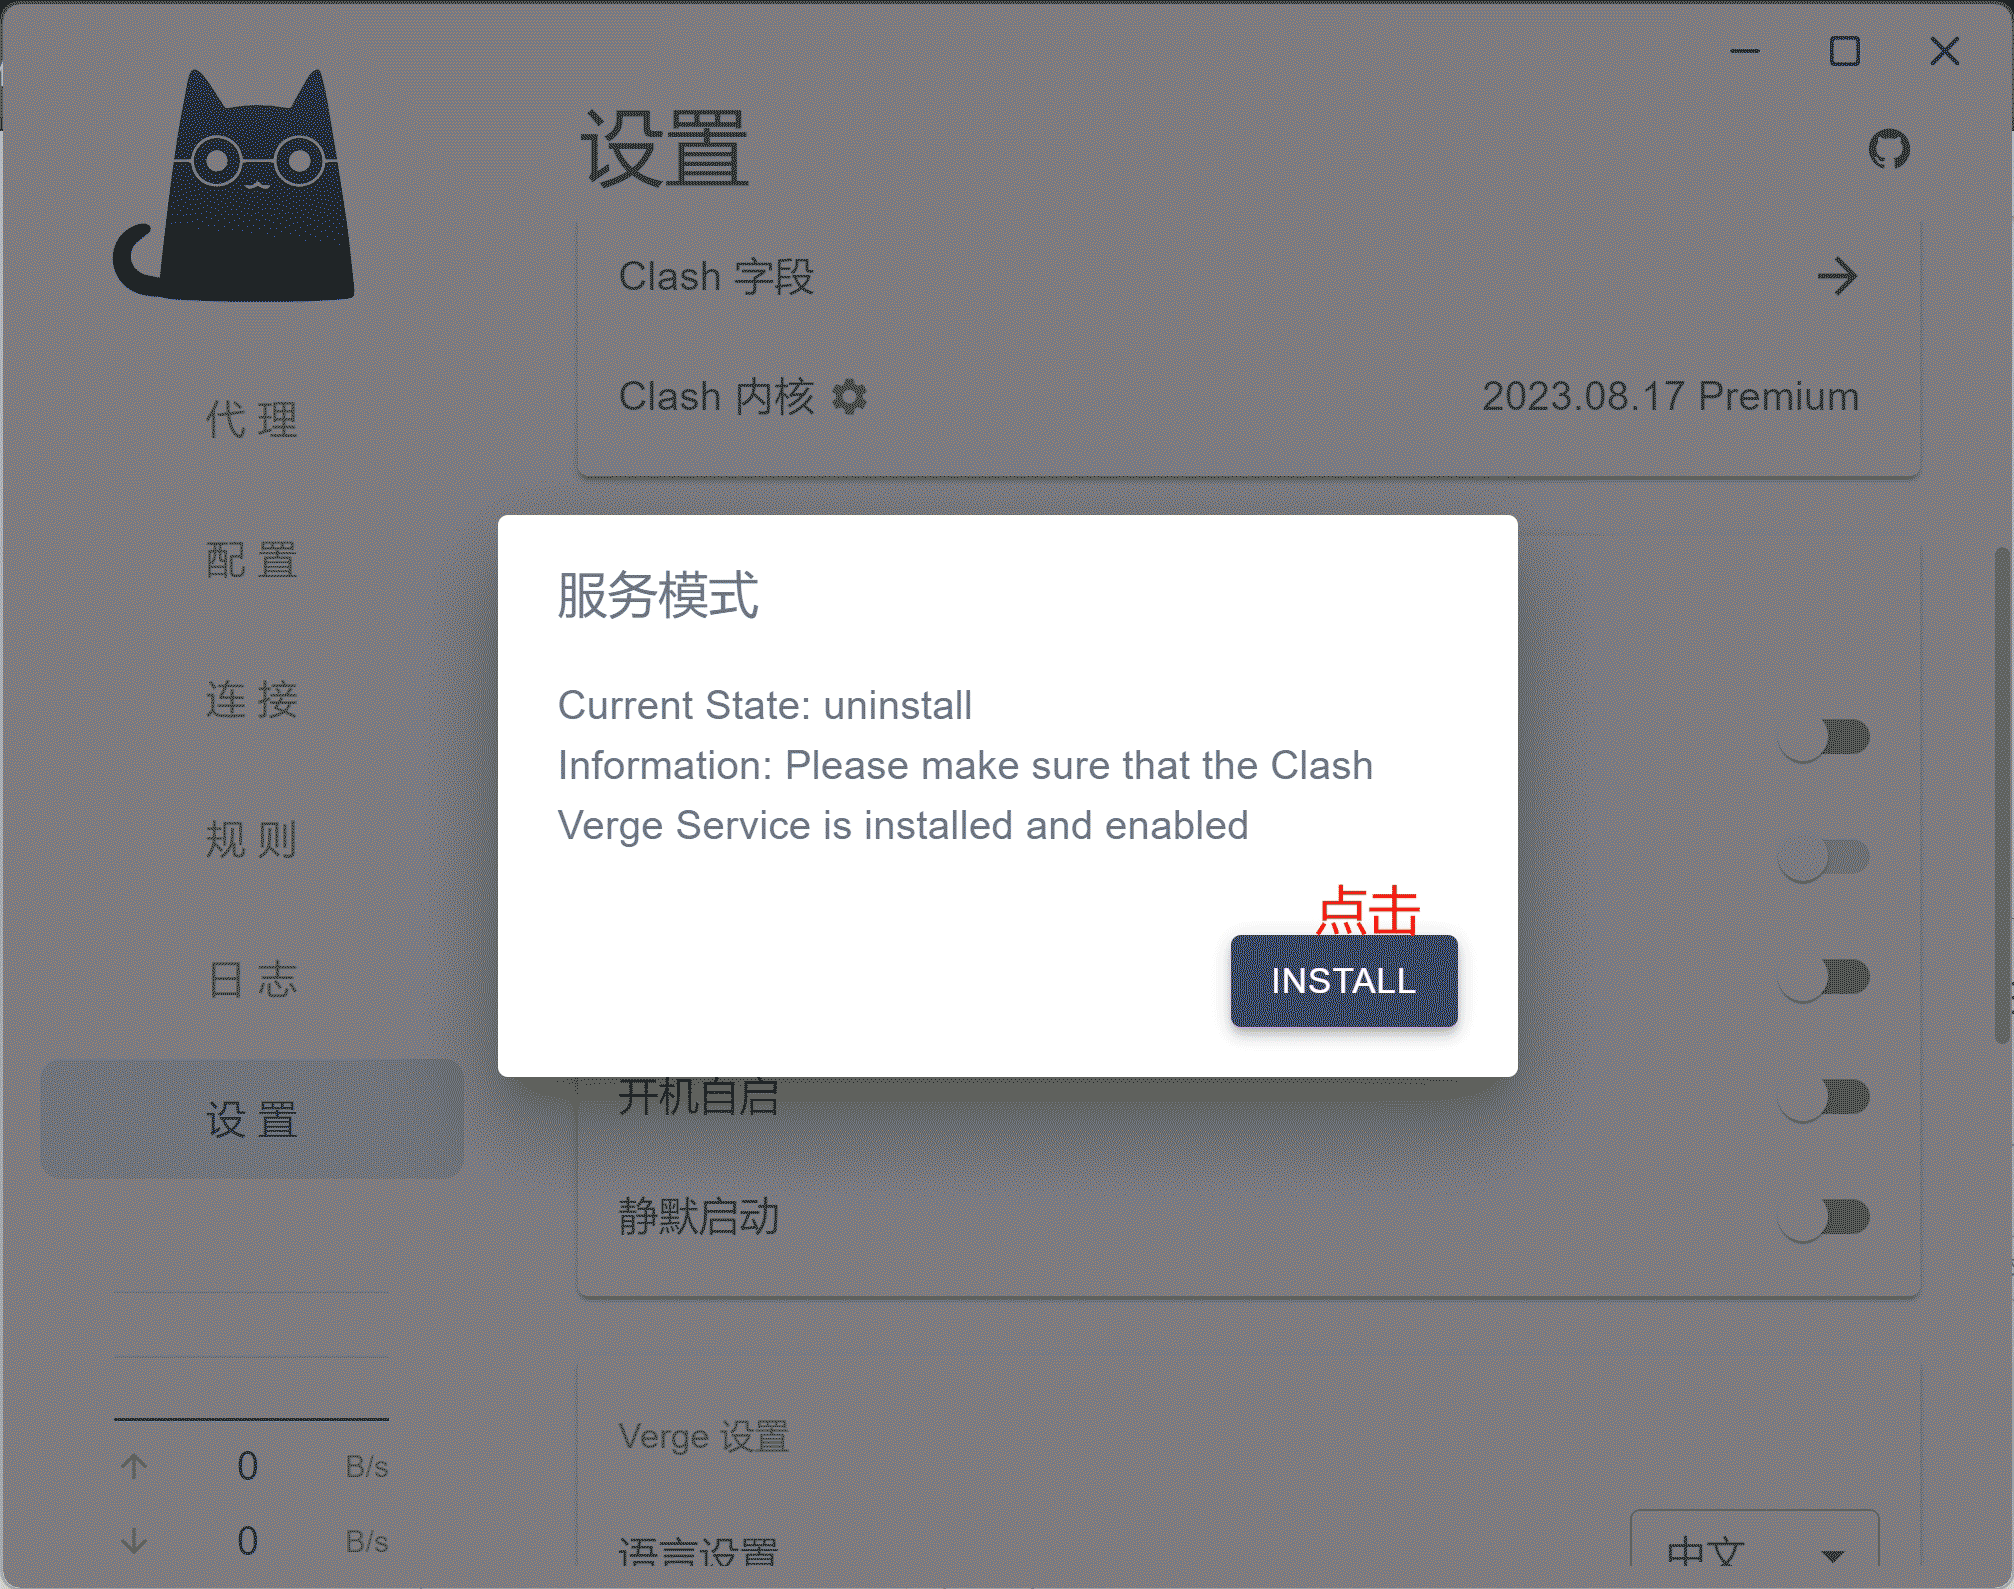 设置
Clash 字段
Clash 内核
2023.08.17 Premium
代 理
配 置
连 接
规 则
日 志
设 置
服务模式
Current State: uninstall
Information: Please make sure that the Clash
Verge Service is installed and enabled
点击
INSTALL
开机自启
静默启动
Verge 设置
语言设置
中文
0 B/s
0 B/s